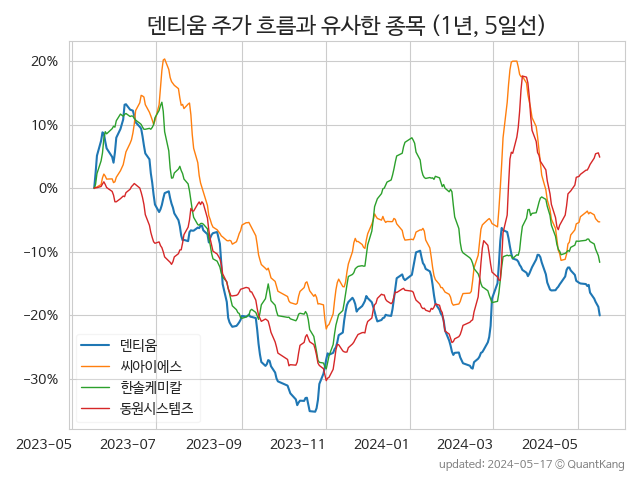 덴티움 주가 흐름과 유사한 종목 (1년, 5일선)
20%
10%
0%
−10%
−20%
−30%
덴티움
씨아이에스
한솔케미칼
동원시스템즈
2023−05
2023−07
2023−09
2023−11
2024−01
2024−03
2024−05
updated: 2024−05−17 © QuantKang